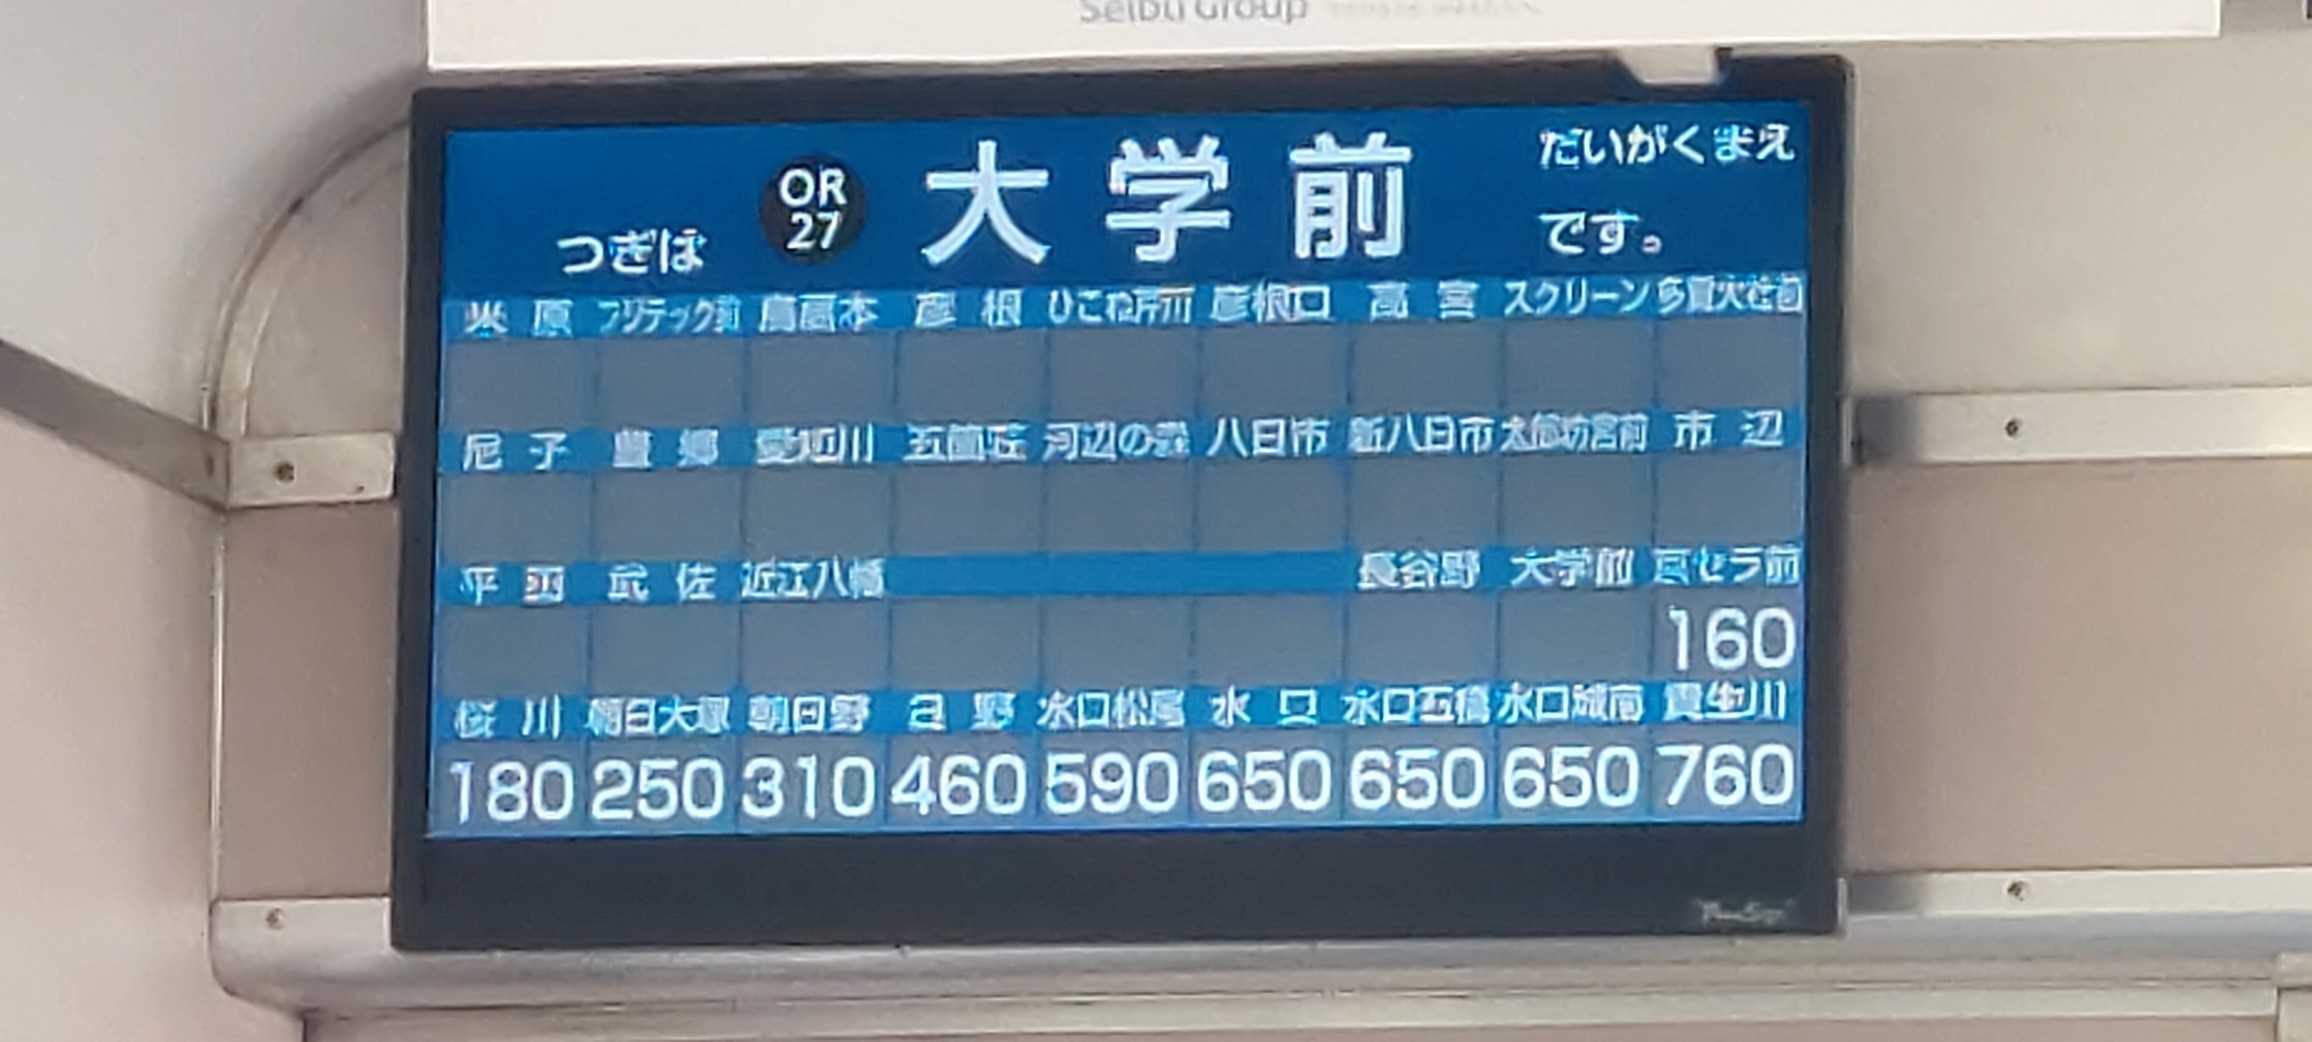 Seibu Group
つぎは OR 27 大学前 だいがくまえ です。
米原 フジテック前 鳥居本 彦根 ひこね芹川 彦根口 高宮 スクリーン 多賀大社前
尼子 豊郷 愛知川 五箇荘 河辺の森 八日市 新八日市 太郎坊宮前 市辺
平田 武佐 近江八幡 長谷野 大学前 京セラ前
160
桜川 朝日大塚 朝日野 日野 水口松尾 水口 水口石橋 水口城南 貴生川
180 250 310 460 590 650 650 650 760